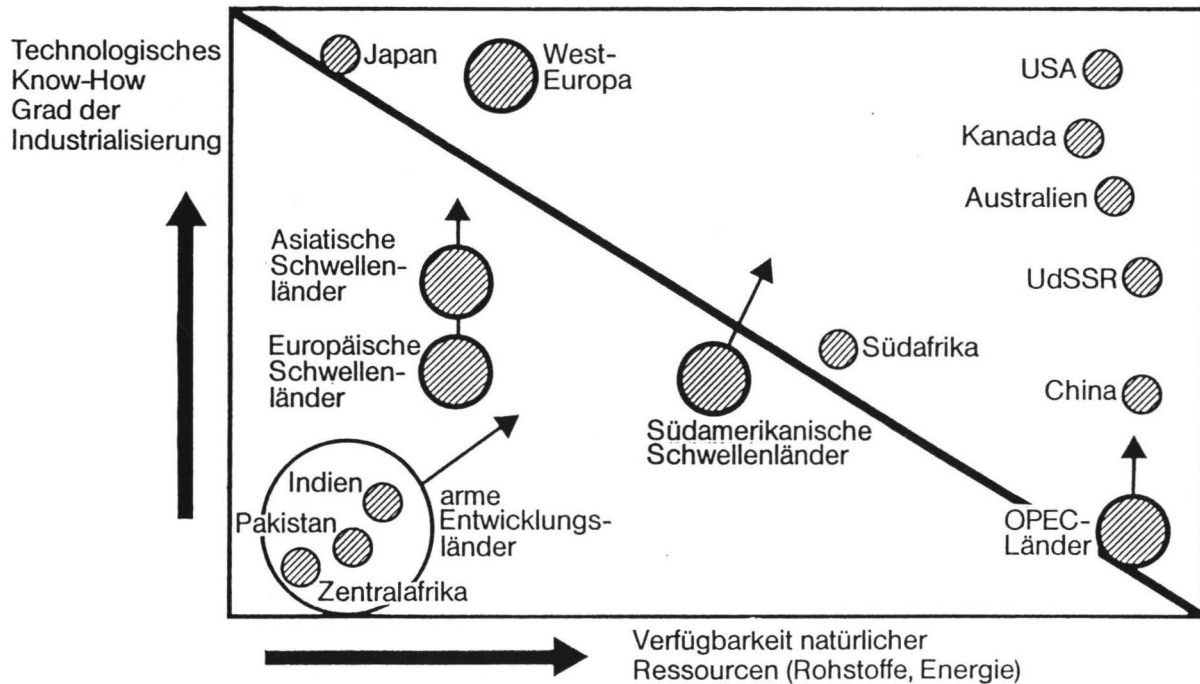 Technologisches
Know-How
Grad der
Industrialisierung
Japan
West-
Europa
USA
Kanada
Australien
UdSSR
China
Asiatische
Schwellen-
länder
Europäische
Schwellen-
länder
Südafrika
Südamerikanische
Schwellenländer
Indien
Pakistan
Zentralafrika
arme
Entwicklungs-
länder
OPEC-
Länder
Verfügbarkeit natürlicher
Ressourcen (Rohstoffe, Energie)